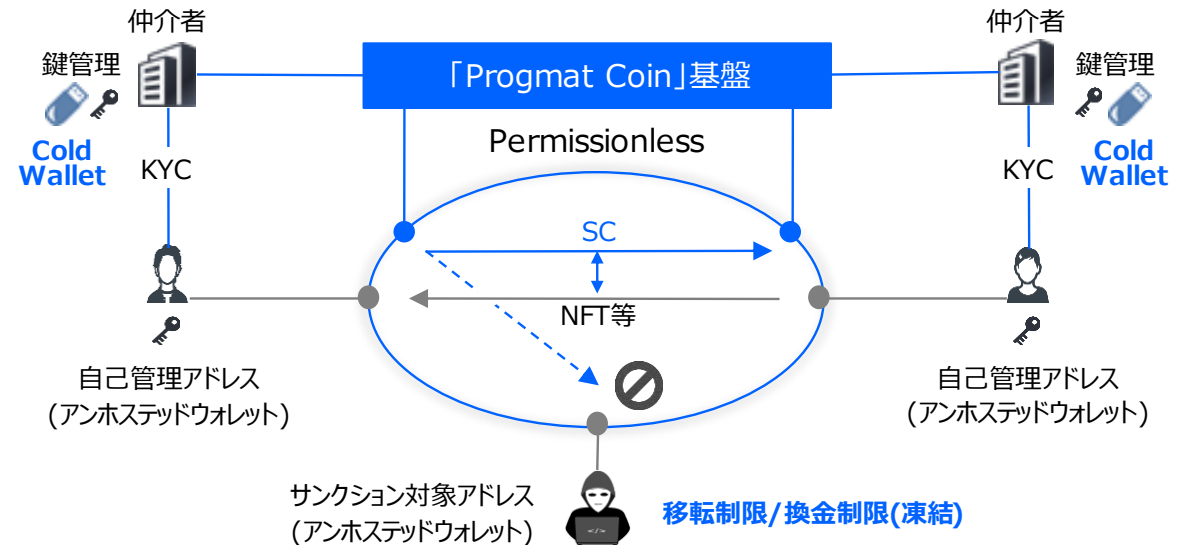 仲介者
仲介者
鍵管理
「Progmat Coin」基盤
鍵管理
Permissionless
Cold
Wallet
KYC
KYC
Cold
Wallet
SC
NFT等
自己管理アドレス
(アンホステッドウォレット)
自己管理アドレス
(アンホステッドウォレット)
サンクション対象アドレス
(アンホステッドウォレット)
</>
移転制限/換金制限(凍結)